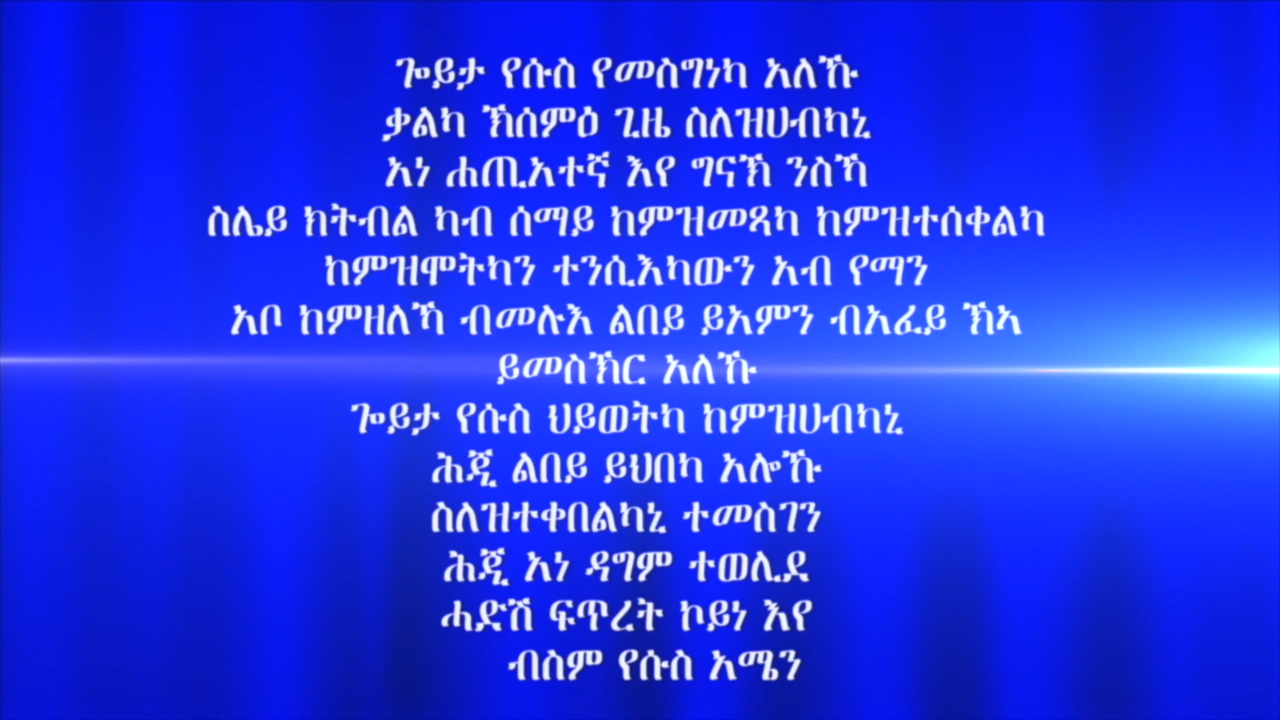 ጐይታ የሱስ የመስግነካ አለኹ
ቃልካ ኽሰምዕ ጊዜ ስለዝሀብካኒ
አነ ሐጢአተኛ እየ ግናኽ ንስኻ
ስሌይ ክትብል ካብ ሰማይ ከምዝመጻካ ከምዝተሰቀልካ
ከምዝሞትካን ተንሲእካውን አብ የማን
አቦ ከምዘለኻ ብመሉእ ልበይ ይአምን ብአፈይ ኽኣ
ይመስኽር አለኹ
ጐይታ የሱስ ህይወትካ ከምዝሀብካኒ
ሕጂ ልበይ ይህበካ አሎኹ
ስለዝተቀበልካኒ ተመስገን
ሕጂ አነ ዳግም ተወሊደ
ሓድሽ ፍጥረት ኮይነ እየ
ብስም የሱስ አሜን